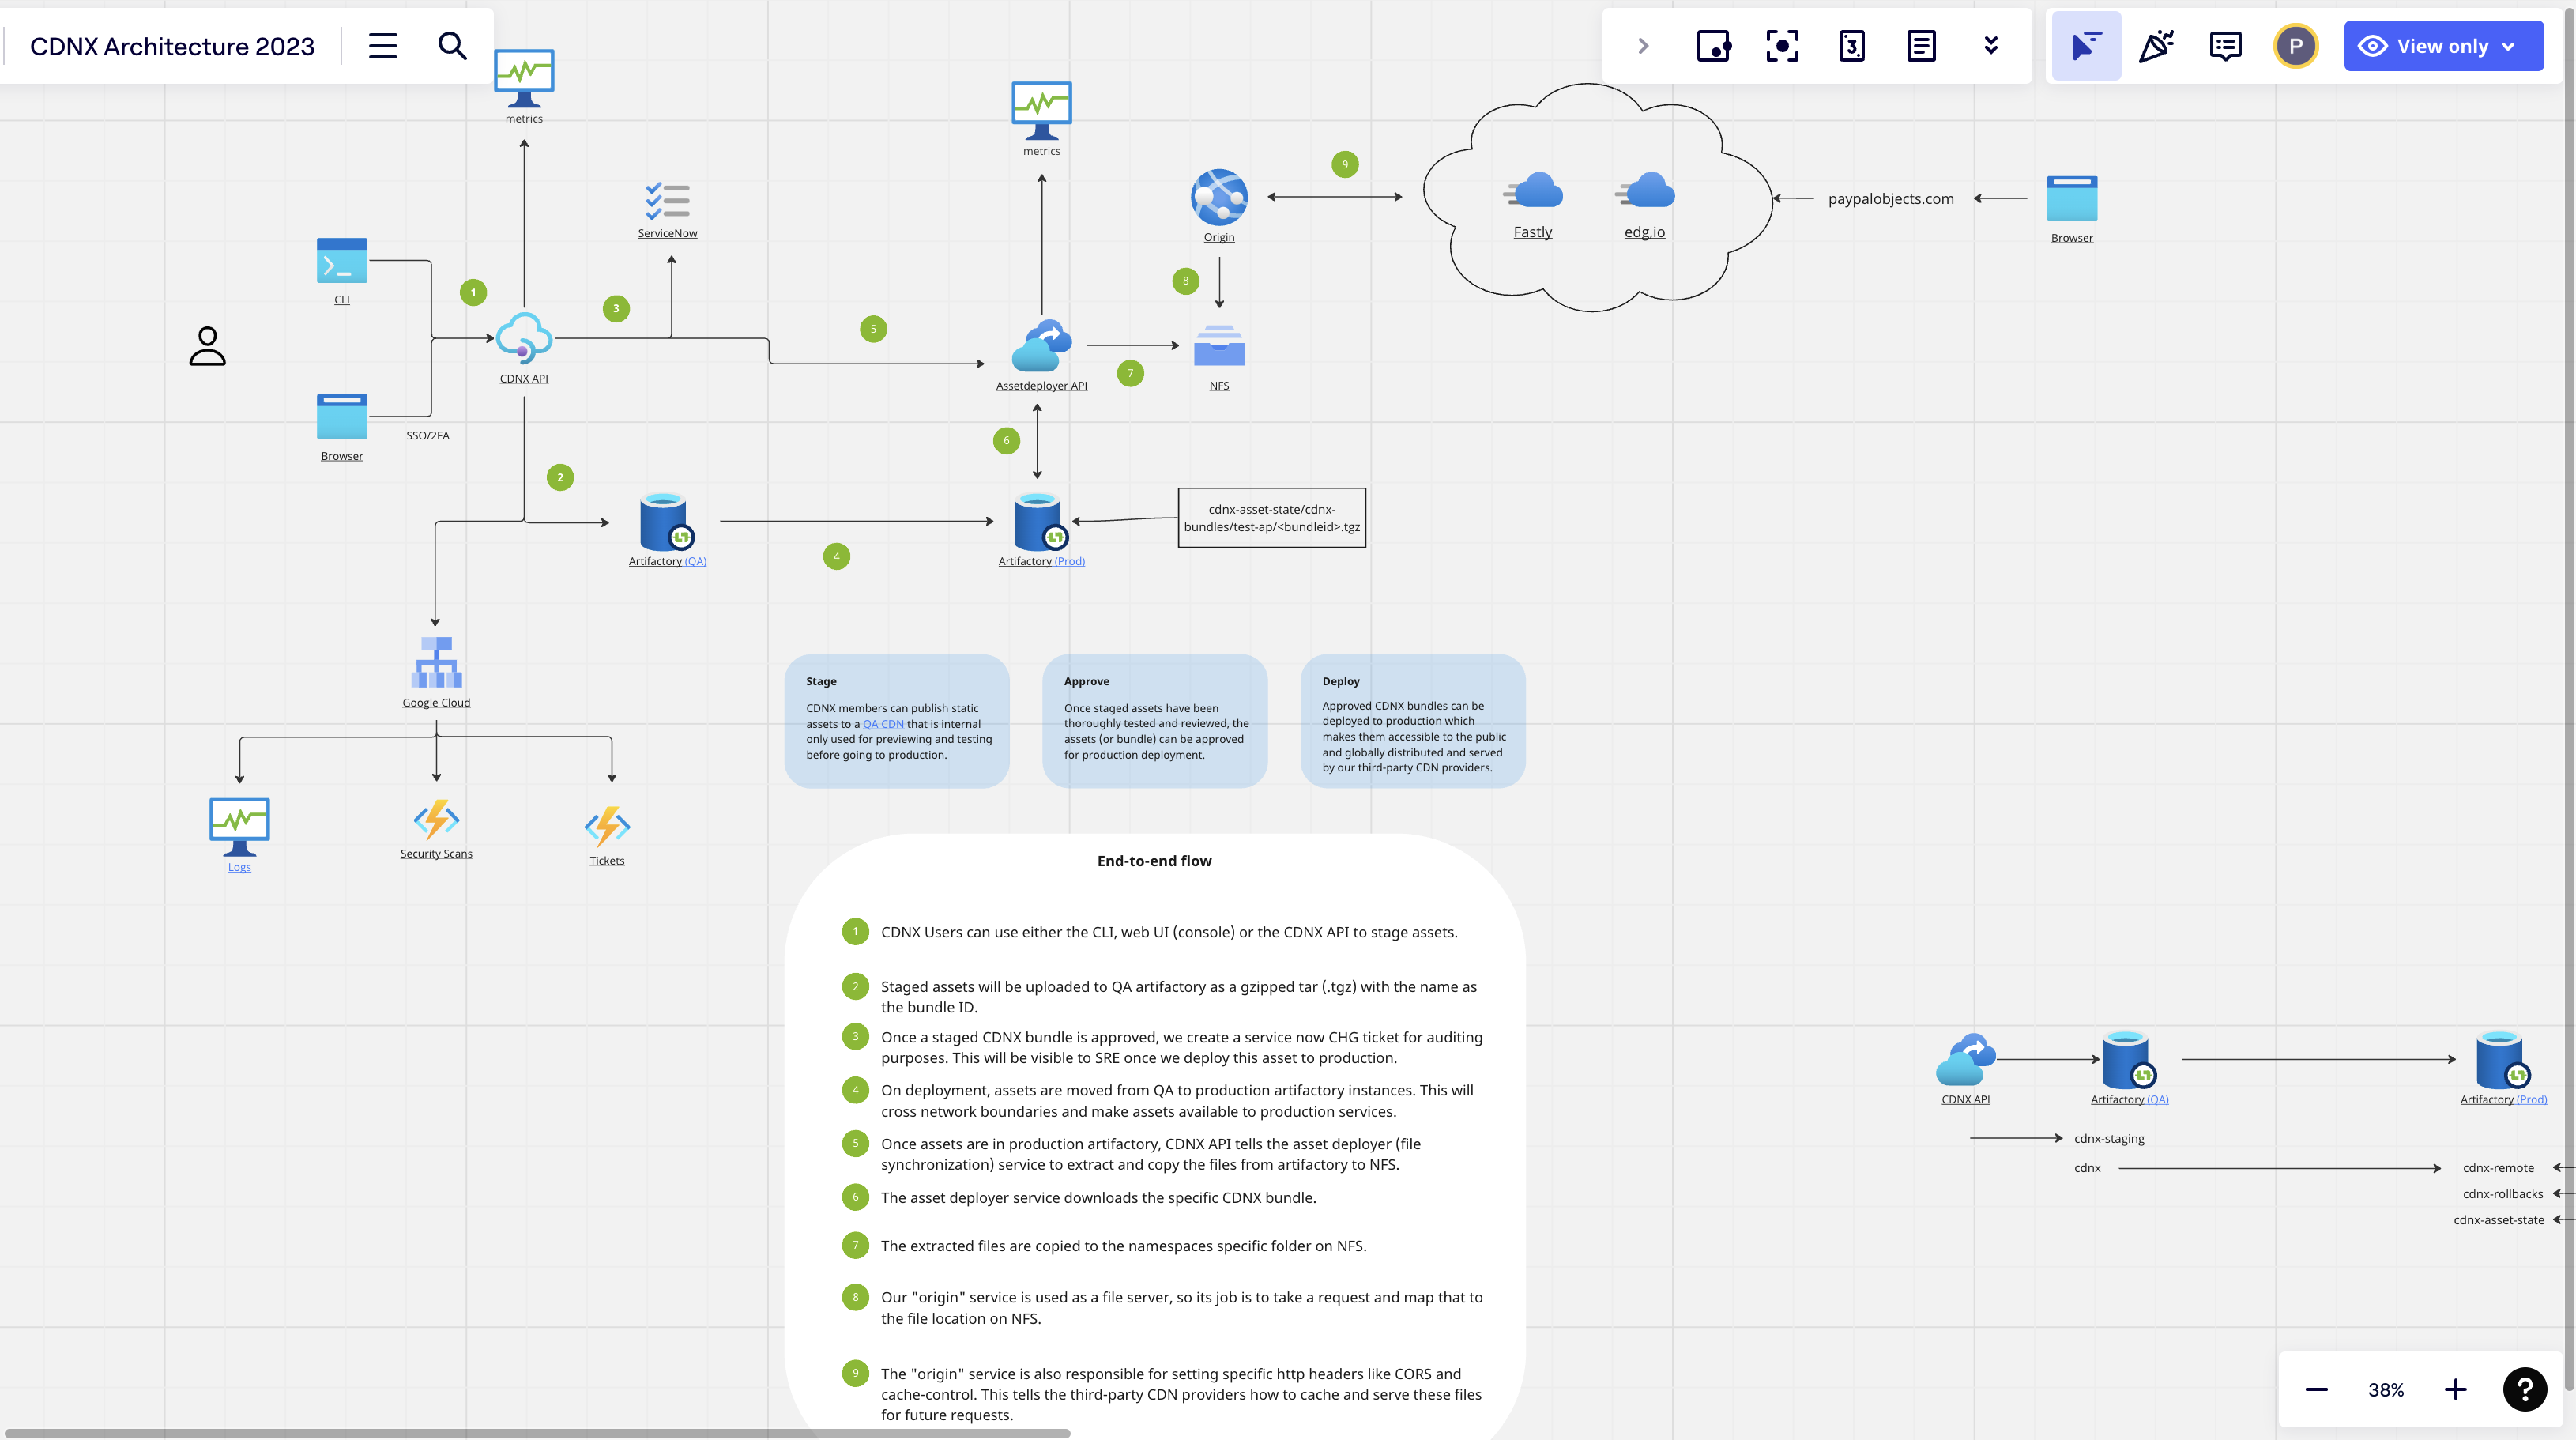 CDNX Architecture 2023
3
P
View only
metrics
metrics
9
ServiceNow
Origin
Fastly
edg.io
paypalobjects.com
Browser
CLI
1
3
5
8
CDNX API
Assetdeployer API
7
NFS
SSO/2FA
Browser
6
2
cdnx-asset-state/cdnx-
bundles/test-ap/<bundleid>.tgz
4
Artifactory (QA)
Artifactory (Prod)
Google Cloud
Stage
CDNX members can publish static
assets to a QA CDN that is internal
only used for previewing and testing
before going to production.
Approve
Once staged assets have been
thoroughly tested and reviewed, the
assets (or bundle) can be approved
for production deployment.
Deploy
Approved CDNX bundles can be
deployed to production which
makes them accessible to the public
and globally distributed and served
by our third-party CDN providers.
Logs
Security Scans
Tickets
End-to-end flow
1 CDNX Users can use either the CLI, web UI (console) or the CDNX API to stage assets.
2 Staged assets will be uploaded to QA artifactory as a gzipped tar (.tgz) with the name as
the bundle ID.
3 Once a staged CDNX bundle is approved, we create a service now CHG ticket for auditing
purposes. This will be visible to SRE once we deploy this asset to production.
4 On deployment, assets are moved from QA to production artifactory instances. This will
cross network boundaries and make assets available to production services.
5 Once assets are in production artifactory, CDNX API tells the asset deployer (file
synchronization) service to extract and copy the files from artifactory to NFS.
6 The asset deployer service downloads the specific CDNX bundle.
7 The extracted files are copied to the namespaces specific folder on NFS.
8 Our "origin" service is used as a file server, so its job is to take a request and map that to
the file location on NFS.
9 The "origin" service is also responsible for setting specific http headers like CORS and
cache-control. This tells the third-party CDN providers how to cache and serve these files
for future requests.
CDNX API
Artifactory (QA)
Artifactory (Prod)
cdnx-staging
cdnx
cdnx-remote
cdnx-rollbacks
cdnx-asset-state
38%
?